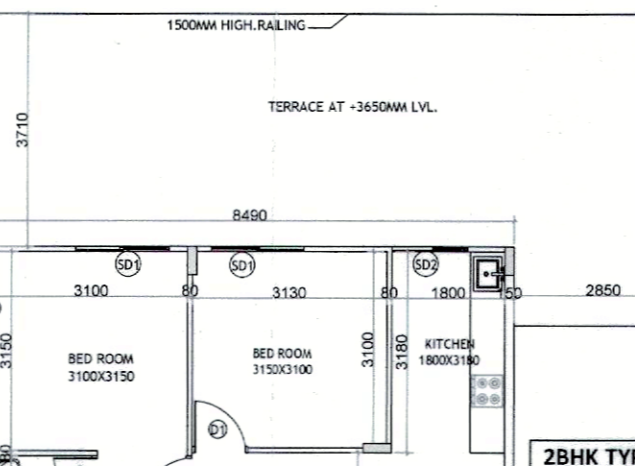 1500MM HIGH.RAILING
TERRACE AT +3650MM LVL.
3710
8490
SD1
SD1
SD2
3100
80
3130
80
1800
150
2850
3150
BED ROOM
3100X3150
BED ROOM
3150X3100
3100
3180
KITCHEN
1800X3180
D1
2BHK TYP